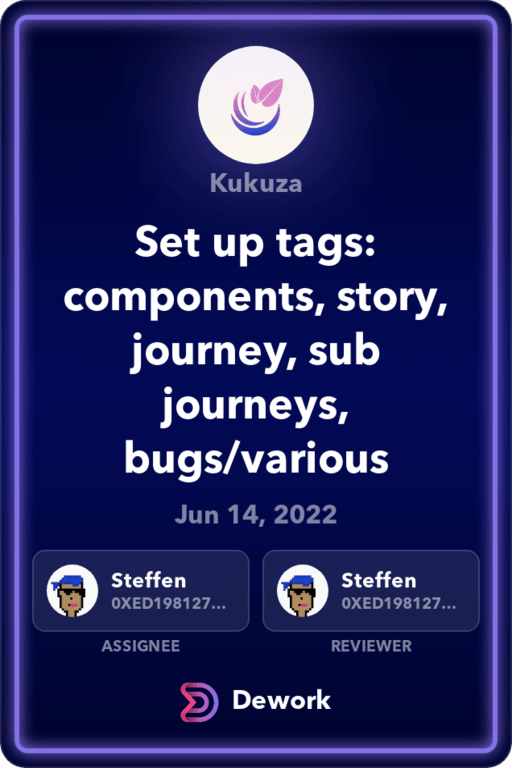 Kukuza
Set up tags:
components, story,
journey, sub
journeys,
bugs/various
Jun 14, 2022
Steffen
0XED198127...
ASSIGNEE
Steffen
0XED198127...
REVIEWER
Dework